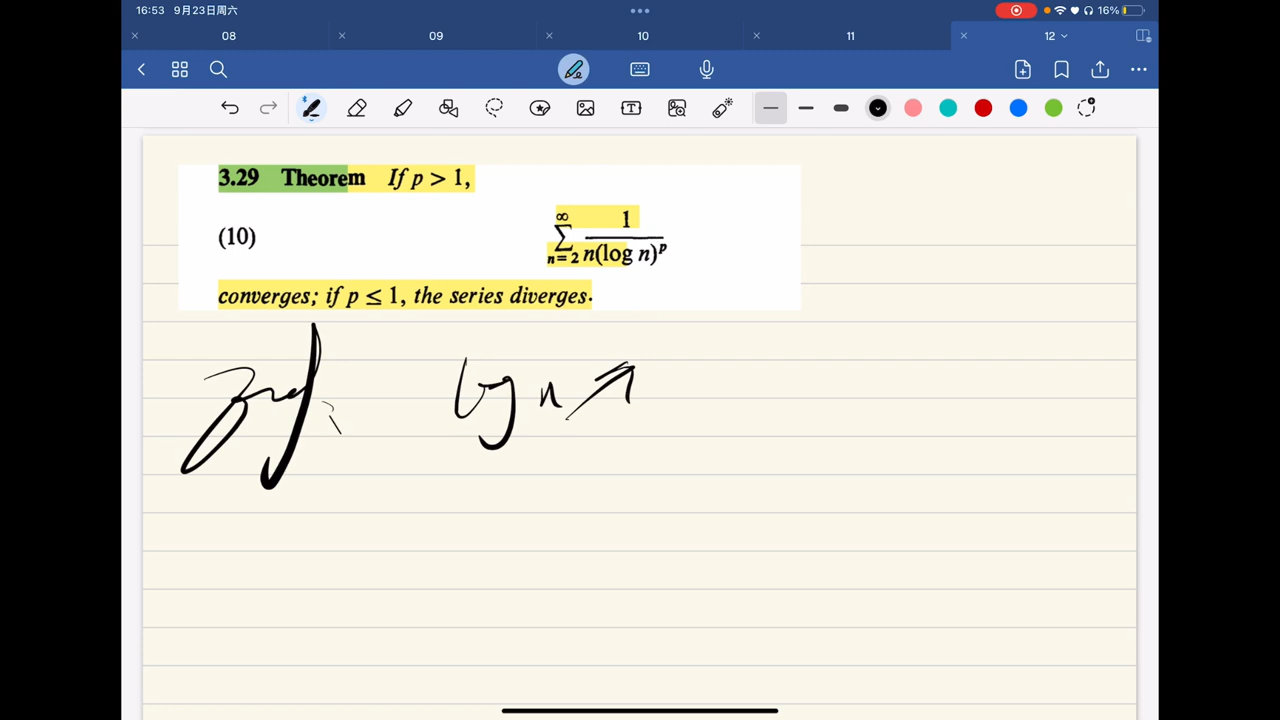 16:53 9月23日周六 16%
08 09 10 11 12
3.29 Theorem If p > 1,
(10) ∑_{n=2}^{∞} 1/(n(log n)^p)
converges; if p ≤ 1, the series diverges.
log n ↗